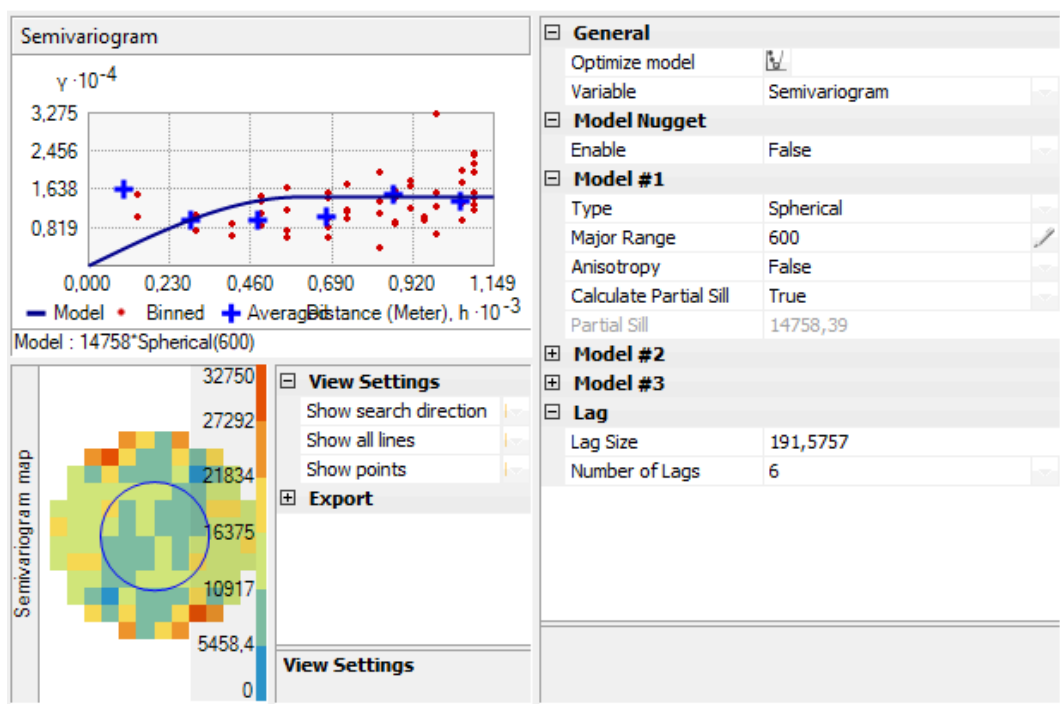 Semivariogram
γ ·10-4
3,275
2,456
1,638
0,819
0,000 0,230 0,460 0,690 0,920 1,149
Model Binned Averaged Distance (Meter), h ·10-3
Model : 14758*Spherical(600)
Semivariogram map
32750
27292
21834
16375
10917
5458,4
0
View Settings
Show search direction
Show all lines
Show points
Export
View Settings
General
Optimize model
Variable Semivariogram
Model Nugget
Enable False
Model #1
Type Spherical
Major Range 600
Anisotropy False
Calculate Partial Sill True
Partial Sill 14758,39
Model #2
Model #3
Lag
Lag Size 191,5757
Number of Lags 6